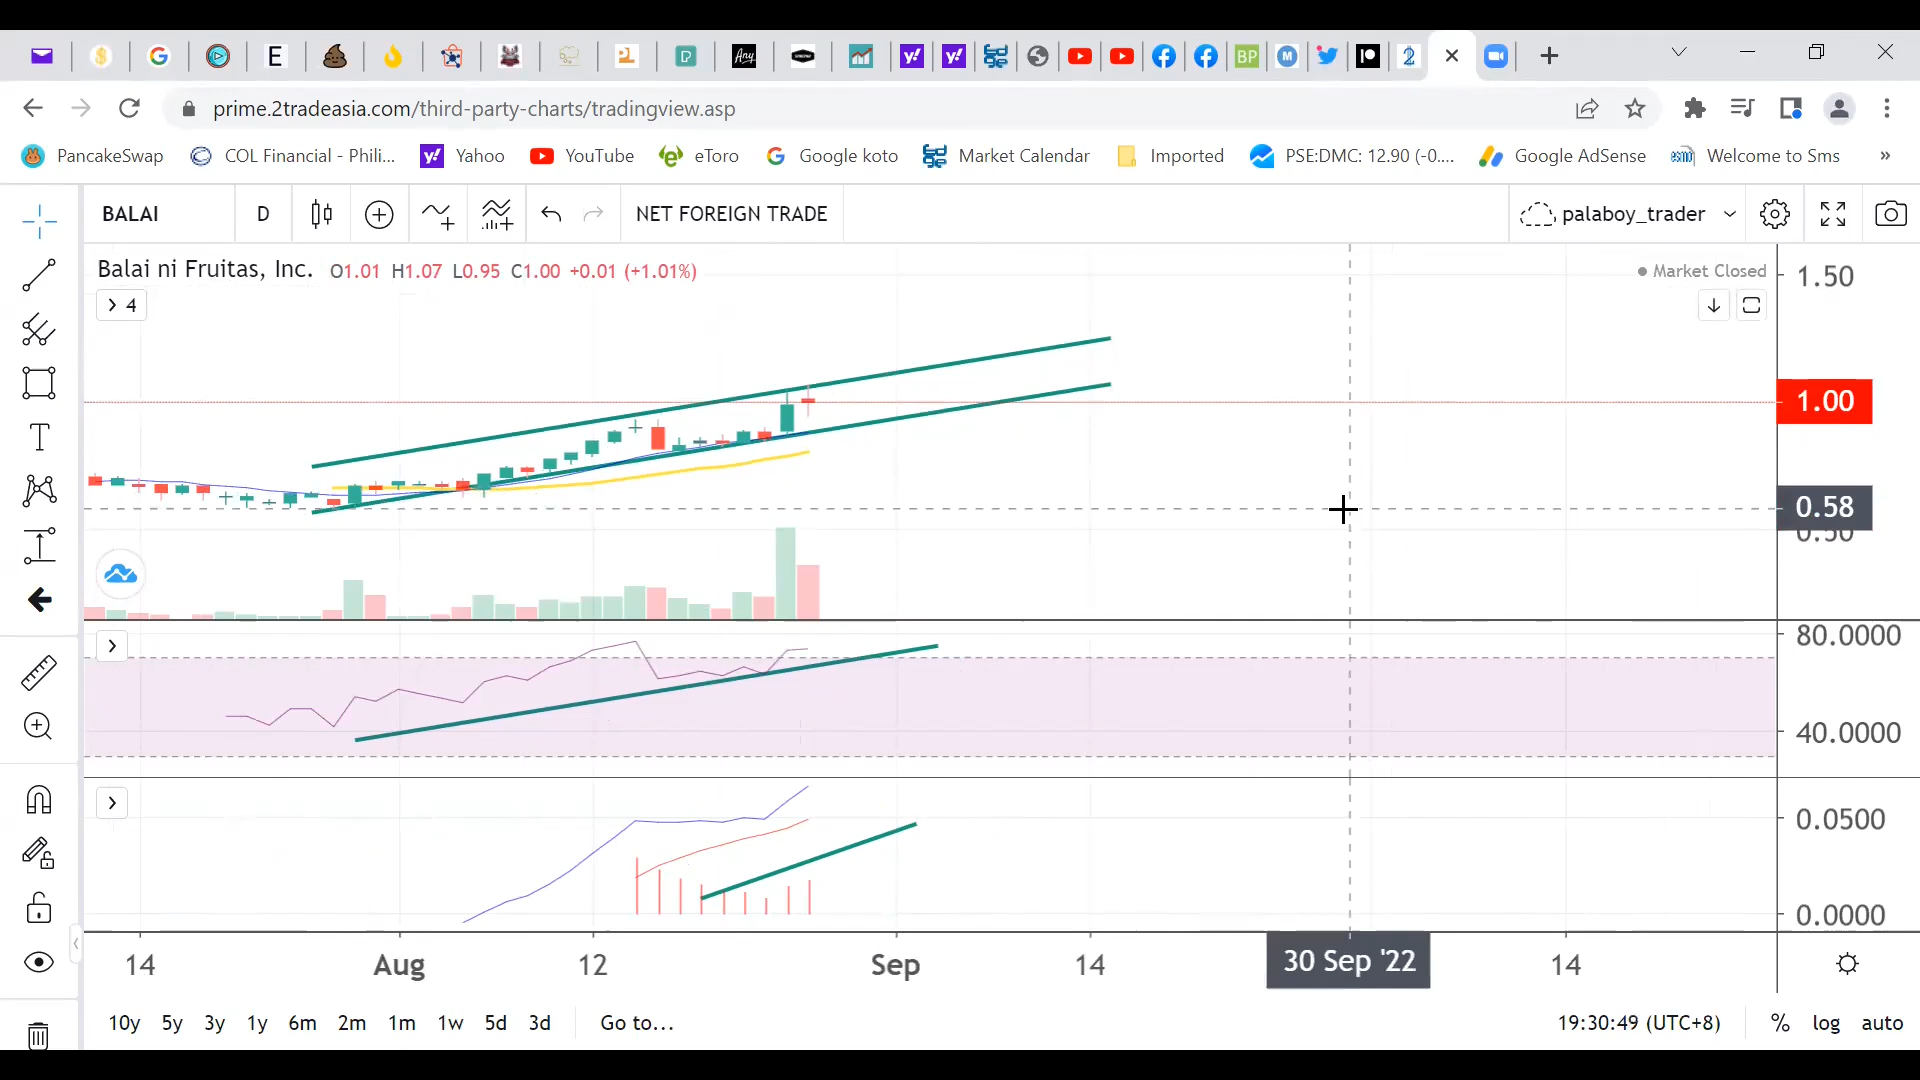 E
Any
BP
M
prime.2tradeasia.com/third-party-charts/tradingview.asp
PancakeSwap COL Financial - Phili... Yahoo YouTube eToro Google koto Market Calendar Imported PSE:DMC: 12.90 (-0.... Google AdSense Welcome to Sms »
BALAI D NET FOREIGN TRADE palaboy_trader
Balai ni Fruitas, Inc. O1.01 H1.07 L0.95 C1.00 +0.01 (+1.01%) Market Closed 1.50
4
1.00
0.58
0.50
80.0000
40.0000
0.0500
0.0000
14 Aug 12 Sep 14 30 Sep '22 14
10y 5y 3y 1y 6m 2m 1m 1w 5d 3d Go to... 19:30:49 (UTC+8) % log auto